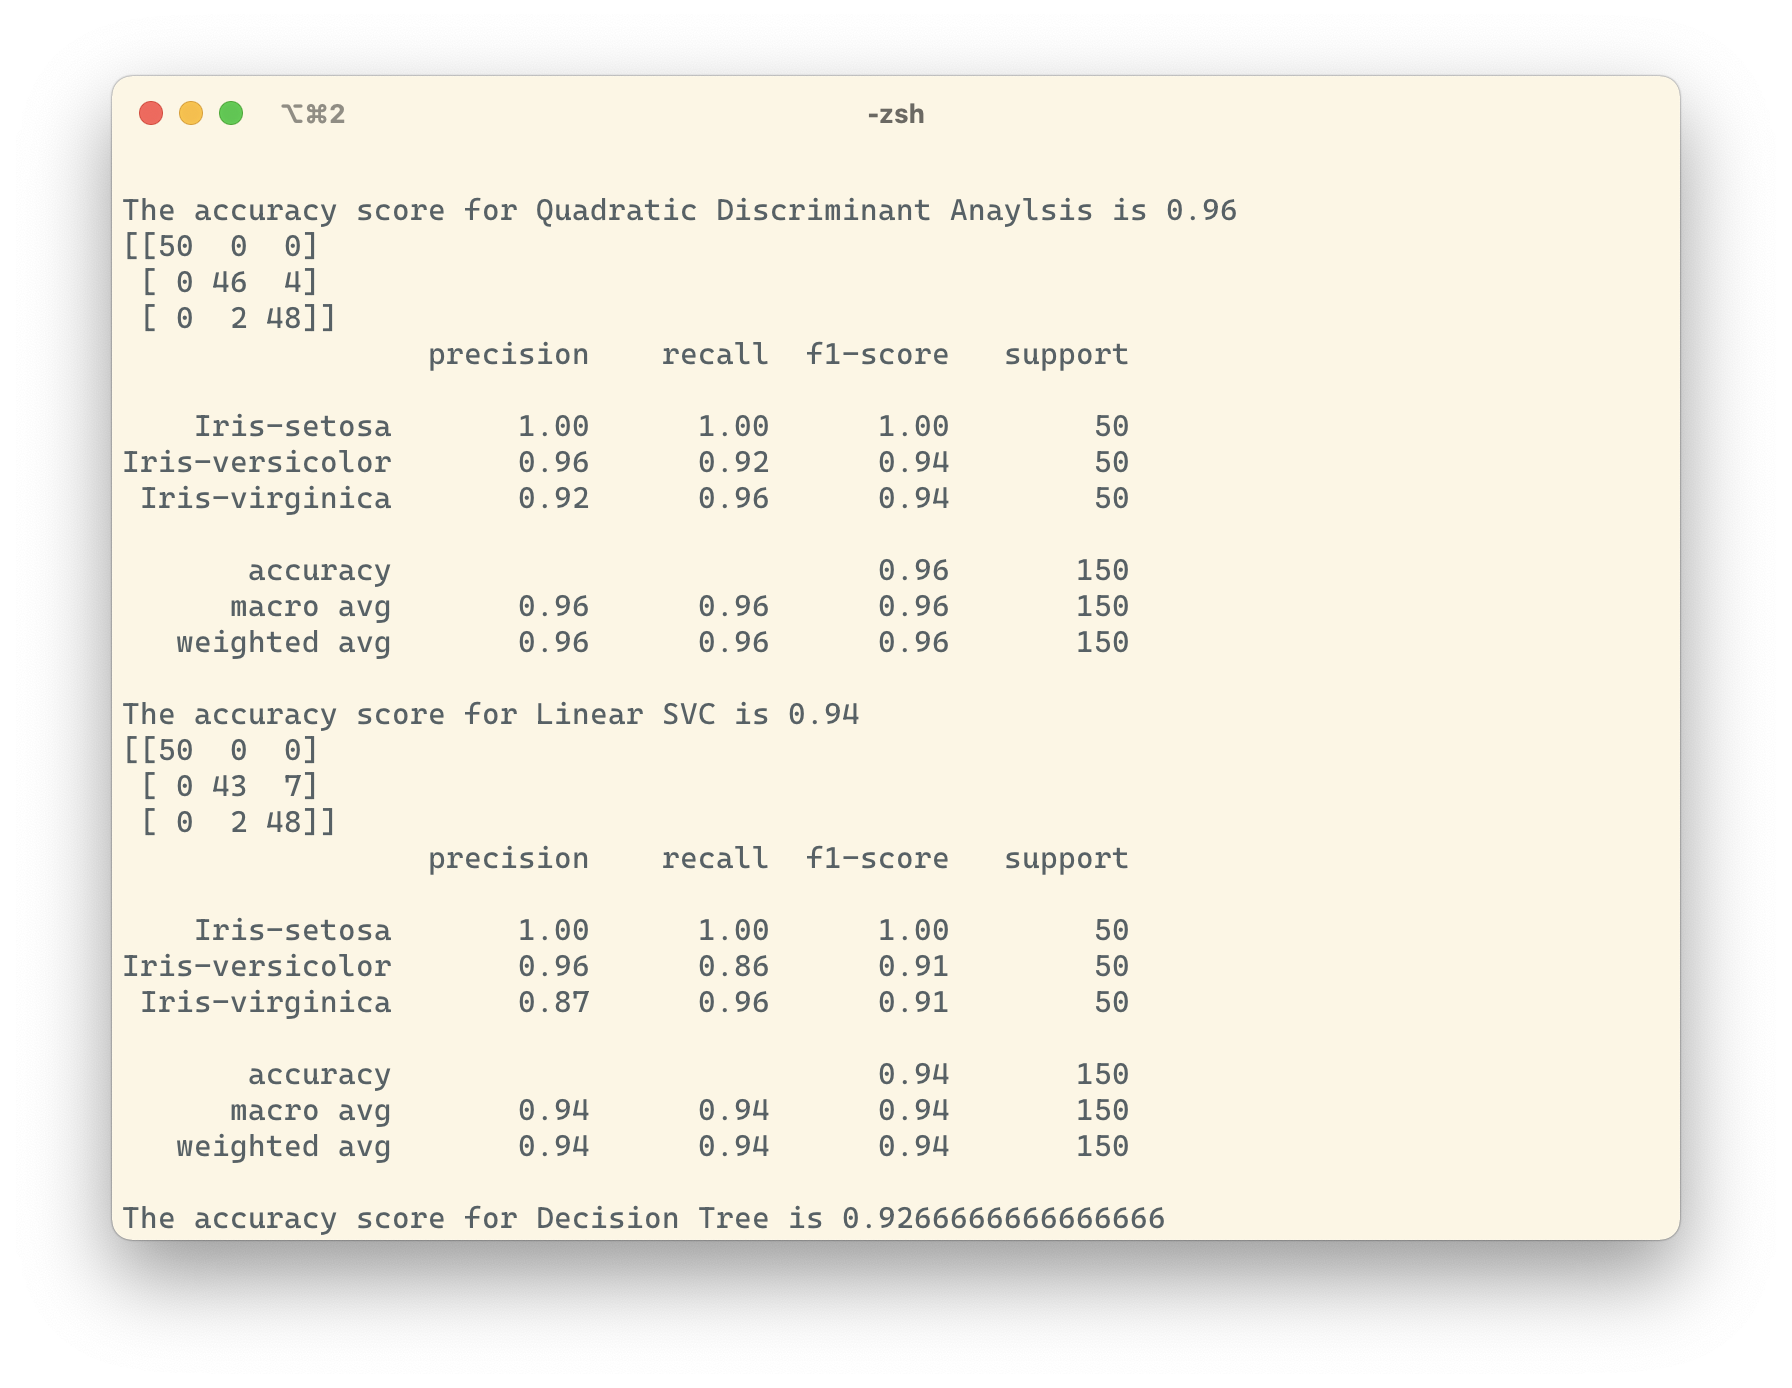 ⌥⌘2 -zsh
The accuracy score for Quadratic Discriminant Anaylsis is 0.96
[[50  0  0]
 [ 0 46  4]
 [ 0  2 48]]
                 precision    recall  f1-score   support

    Iris-setosa       1.00      1.00      1.00        50
Iris-versicolor       0.96      0.92      0.94        50
 Iris-virginica       0.92      0.96      0.94        50

       accuracy                           0.96       150
      macro avg       0.96      0.96      0.96       150
   weighted avg       0.96      0.96      0.96       150

The accuracy score for Linear SVC is 0.94
[[50  0  0]
 [ 0 43  7]
 [ 0  2 48]]
                 precision    recall  f1-score   support

    Iris-setosa       1.00      1.00      1.00        50
Iris-versicolor       0.96      0.86      0.91        50
 Iris-virginica       0.87      0.96      0.91        50

       accuracy                           0.94       150
      macro avg       0.94      0.94      0.94       150
   weighted avg       0.94      0.94      0.94       150

The accuracy score for Decision Tree is 0.9266666666666666